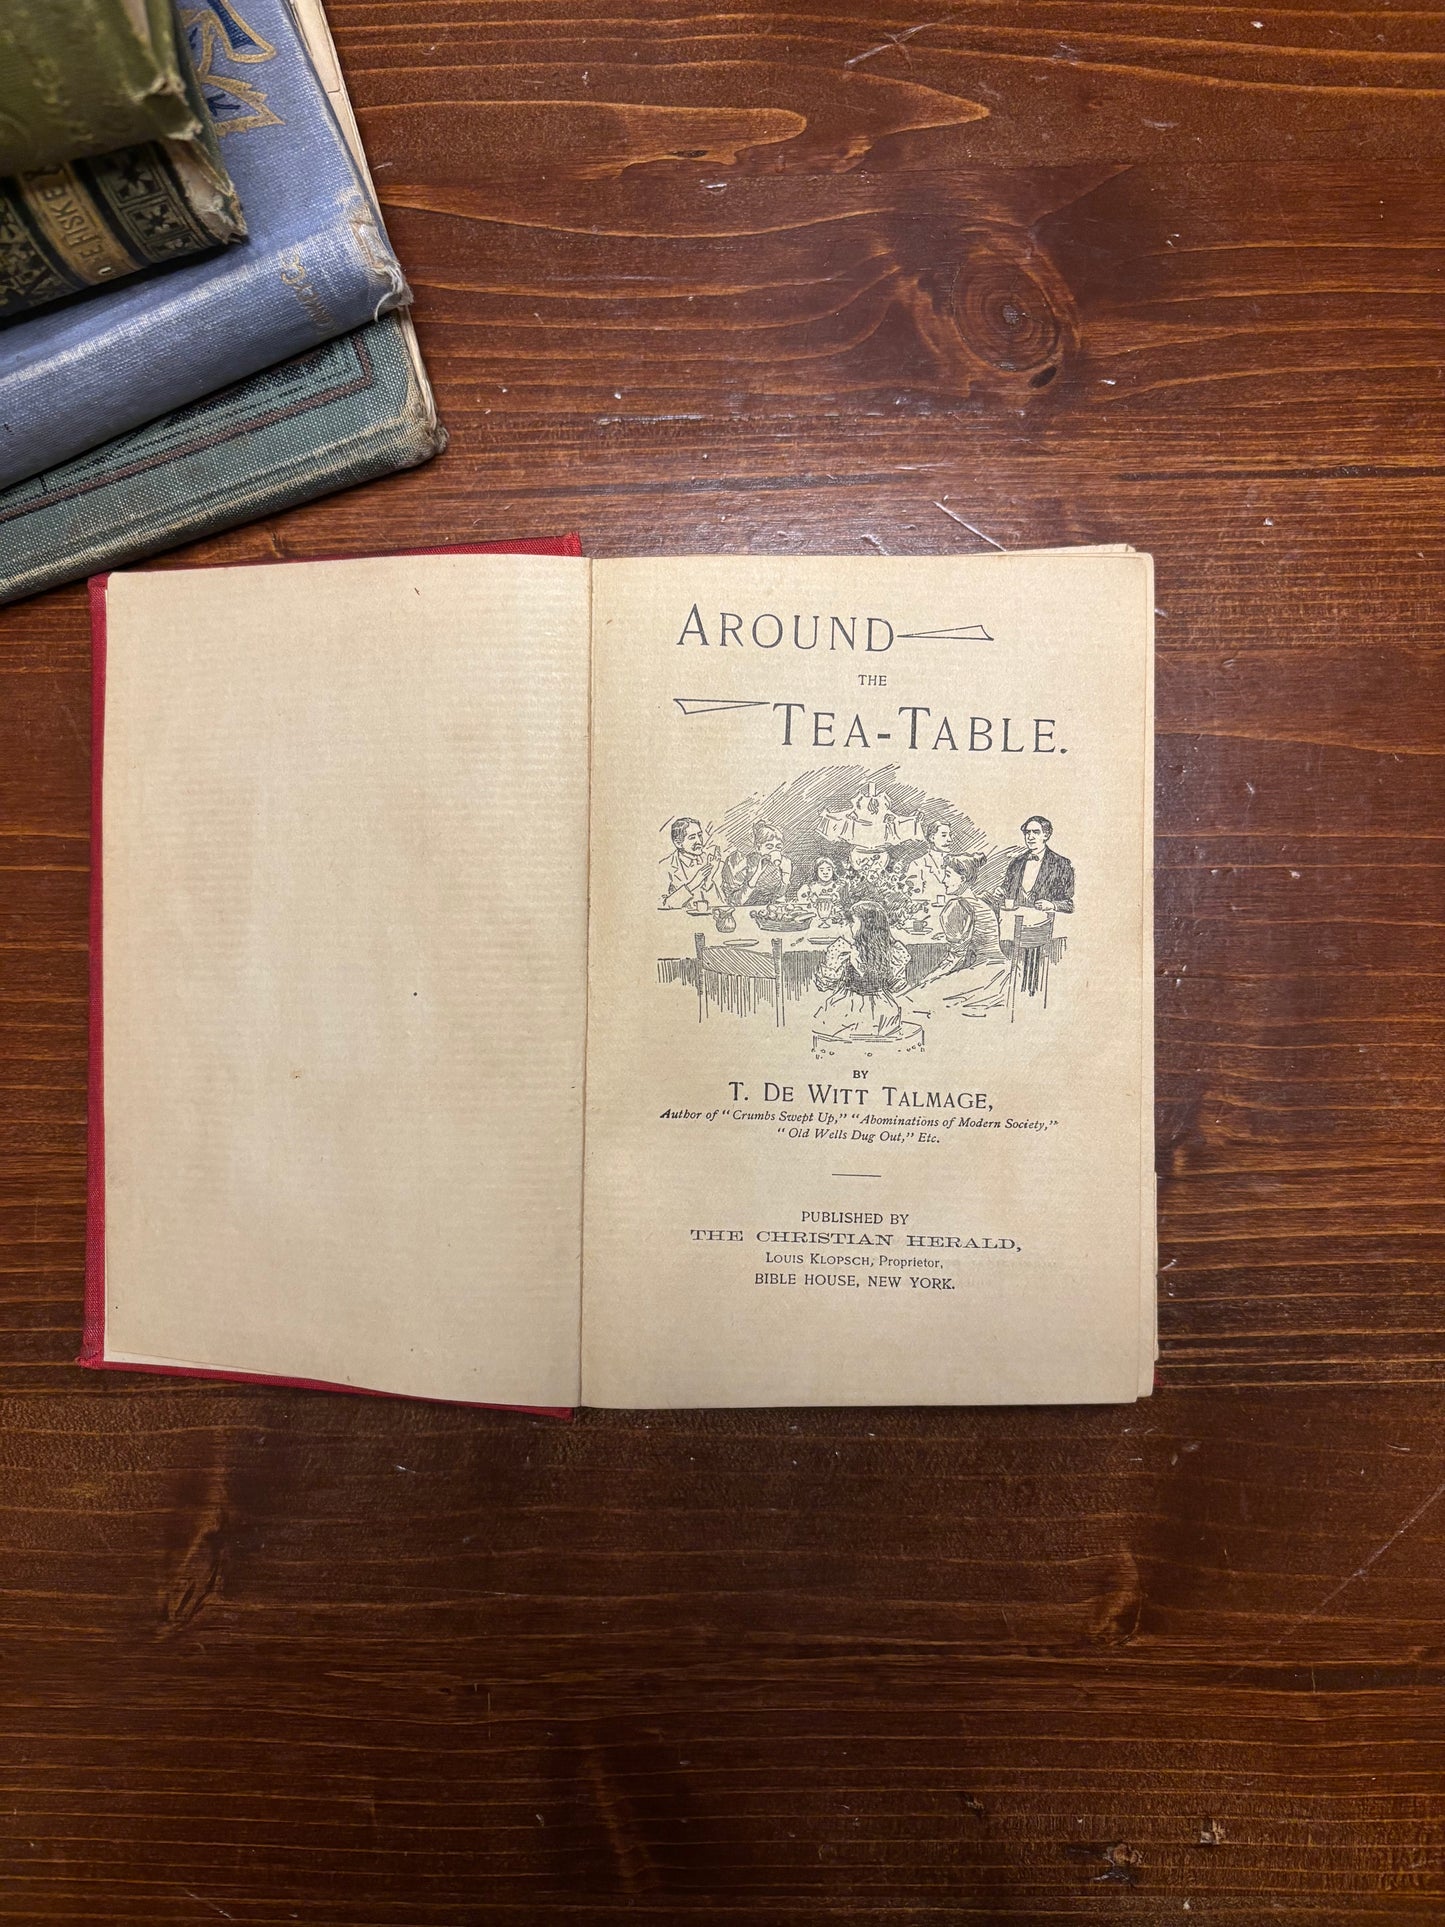 FISKE
AROUND
THE
TEA-TABLE.
BY
T. DE WITT TALMAGE,
Author of "Crumbs Swept Up," "Abominations of Modern Society,"
"Old Wells Dug Out," Etc.
PUBLISHED BY
THE CHRISTIAN HERALD,
LOUIS KLOPSCH, Proprietor,
BIBLE HOUSE, NEW YORK.